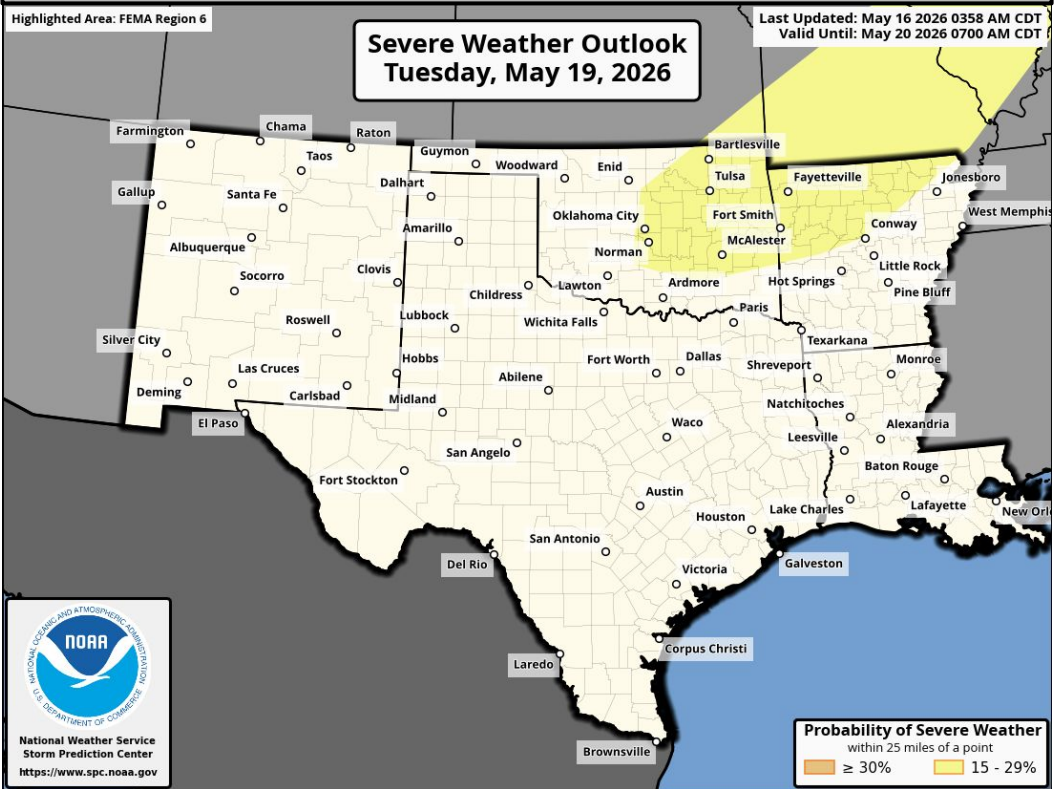 Highlighted Area: FEMA Region 6
Last Updated: May 16 2026 0358 AM CDT
Valid Until: May 20 2026 0700 AM CDT
Severe Weather Outlook
Tuesday, May 19, 2026
Farmington
Chama
Raton
Taos
Guymon
Woodward
Enid
Bartlesville
Tulsa
Fayetteville
Jonesboro
Gallup
Santa Fe
Dalhart
Oklahoma City
Fort Smith
West Memphis
Albuquerque
Amarillo
Norman
McAlester
Conway
Socorro
Clovis
Childress
Lawton
Ardmore
Hot Springs
Little Rock
Pine Bluff
Roswell
Lubbock
Wichita Falls
Paris
Texarkana
Silver City
Las Cruces
Hobbs
Fort Worth
Dallas
Shreveport
Monroe
Deming
Carlsbad
Midland
Abilene
Natchitoches
El Paso
Waco
Leesville
Alexandria
San Angelo
Baton Rouge
Fort Stockton
Austin
Houston
Lake Charles
Lafayette
New Orl
San Antonio
Del Rio
Victoria
Galveston
Laredo
Corpus Christi
Brownsville
NATIONAL OCEANIC AND ATMOSPHERIC ADMINISTRATION
NOAA
U.S. DEPARTMENT OF COMMERCE
National Weather Service
Storm Prediction Center
https://www.spc.noaa.gov
Probability of Severe Weather
within 25 miles of a point
≥ 30%
15 - 29%